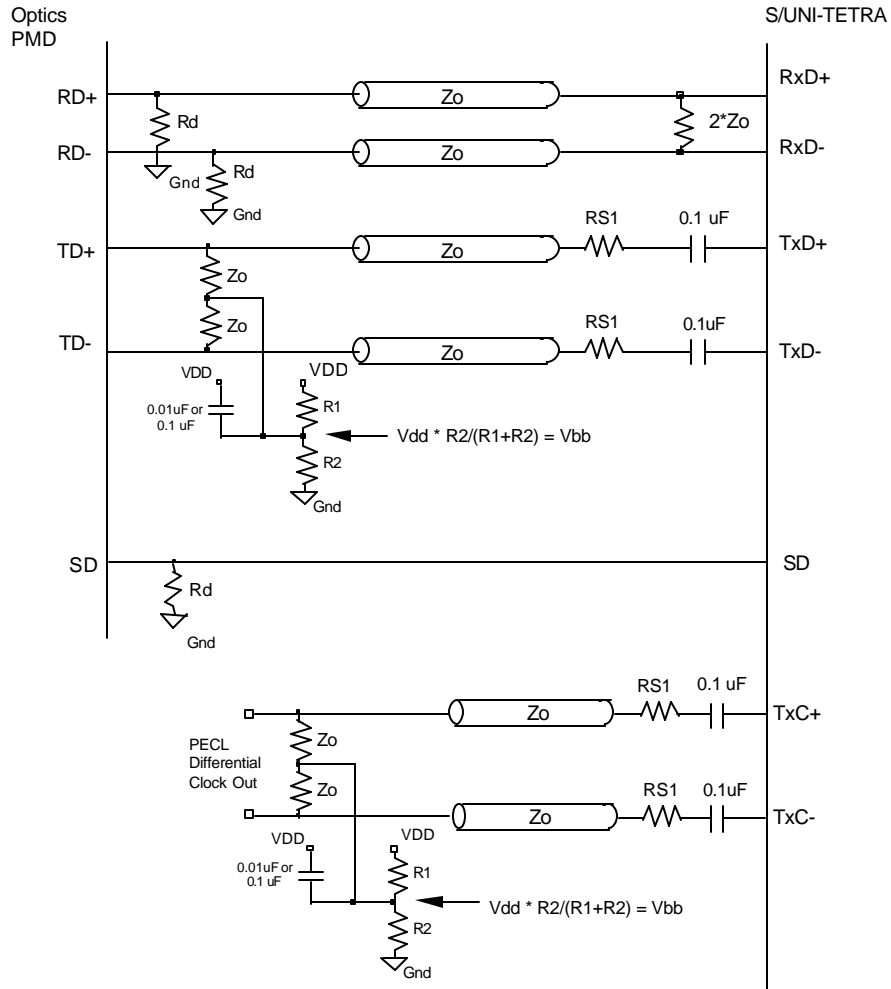 Optics
PMD
S/UNI-TETRA
RD+
Zo
RxD+
Rd
2*Zo
RD-
Zo
RxD-
Gnd
Rd
Gnd
RS1
0.1 uF
TD+
Zo
TxD+
Zo
Zo
RS1
0.1uF
TD-
Zo
TxD-
VDD
VDD
0.01uF or
0.1 uF
R1
Vdd * R2/(R1+R2) = Vbb
R2
Gnd
SD
SD
Rd
Gnd
RS1
0.1 uF
Zo
TxC+
PECL
Differential
Clock Out
Zo
Zo
RS1
0.1uF
Zo
TxC-
VDD
VDD
0.01uF or
0.1 uF
R1
Vdd * R2/(R1+R2) = Vbb
R2
Gnd